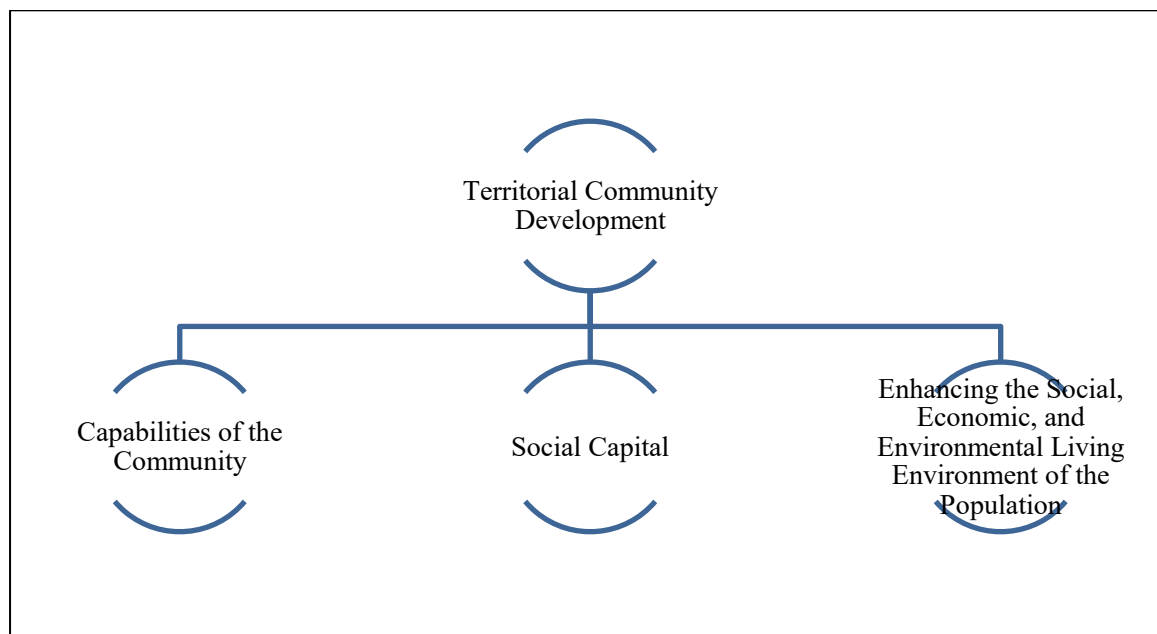 Territorial Community
Development
Capabilities of the
Community
Social Capital
Enhancing the Social,
Economic, and
Environmental Living
Environment of the
Population